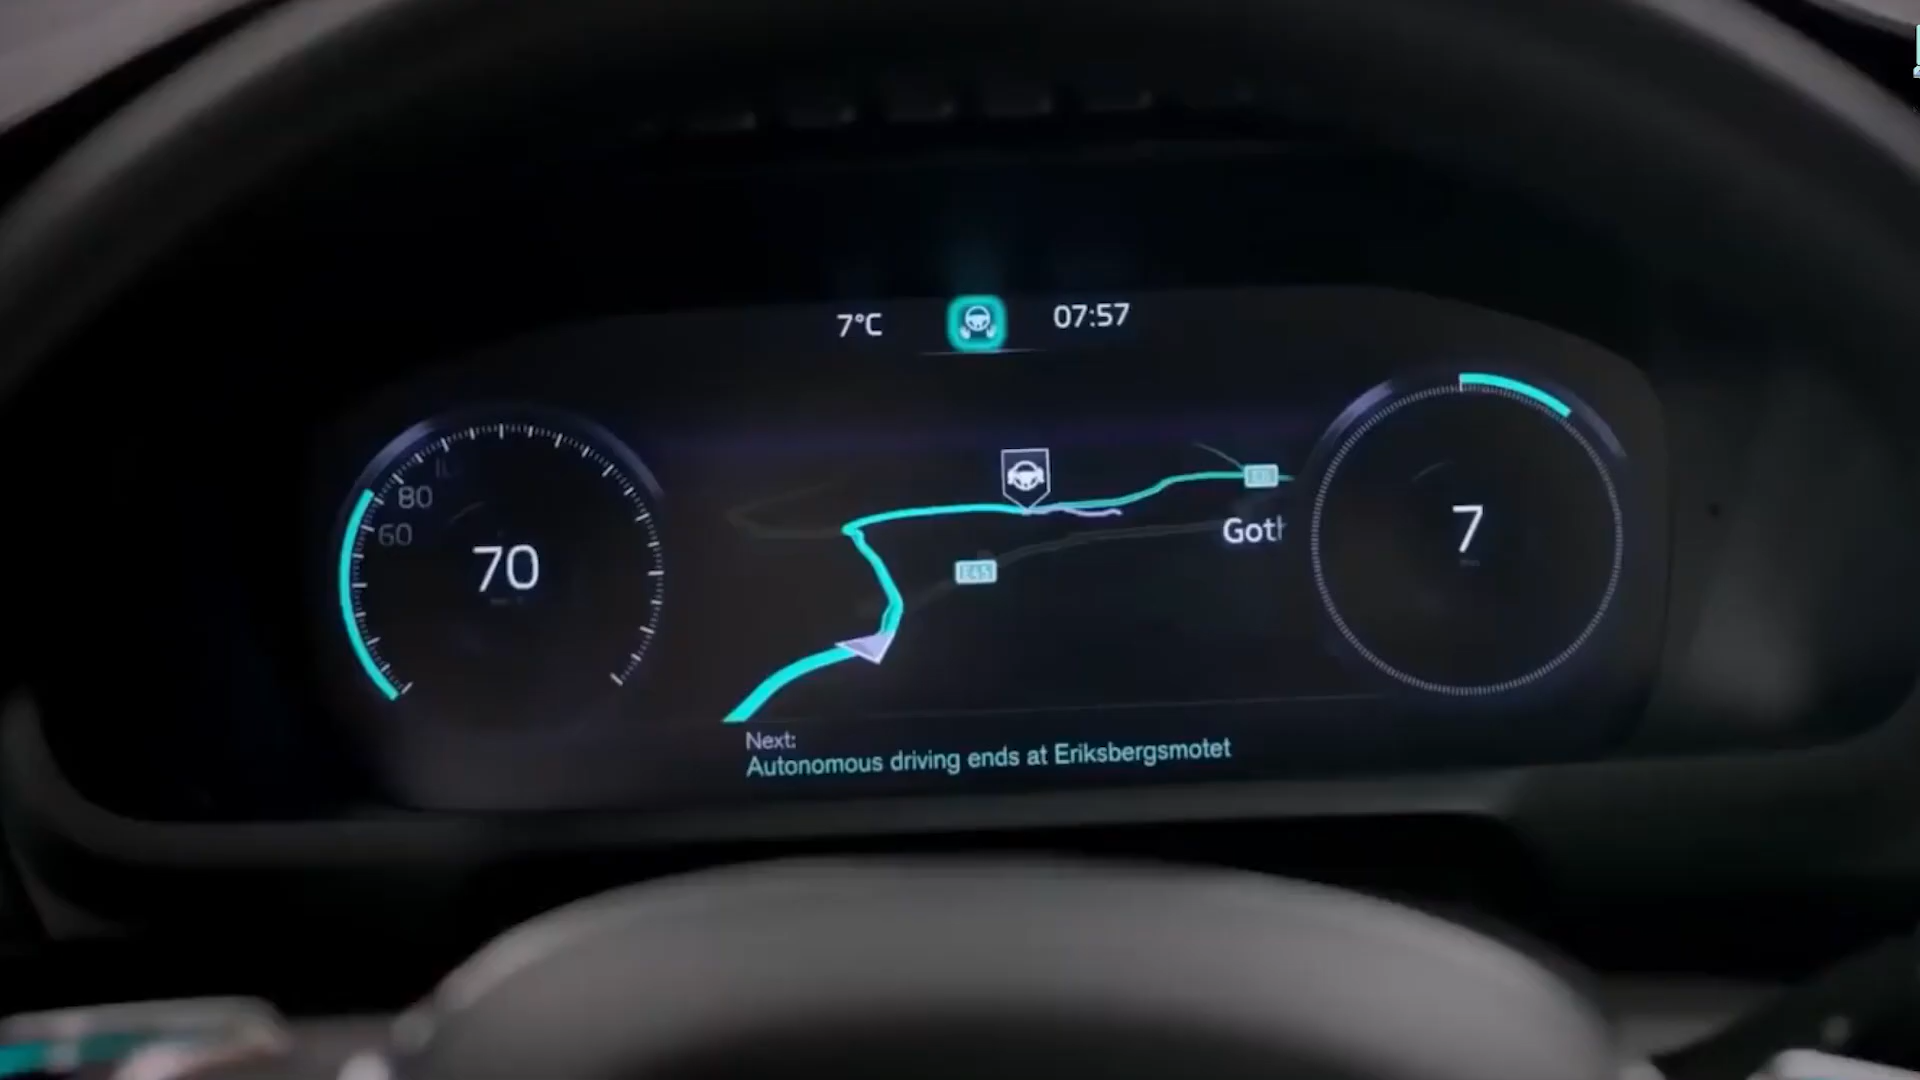 7°C
07:57
80
60
70
E45
Got
7
Next:
Autonomous driving ends at Eriksbergsmotet